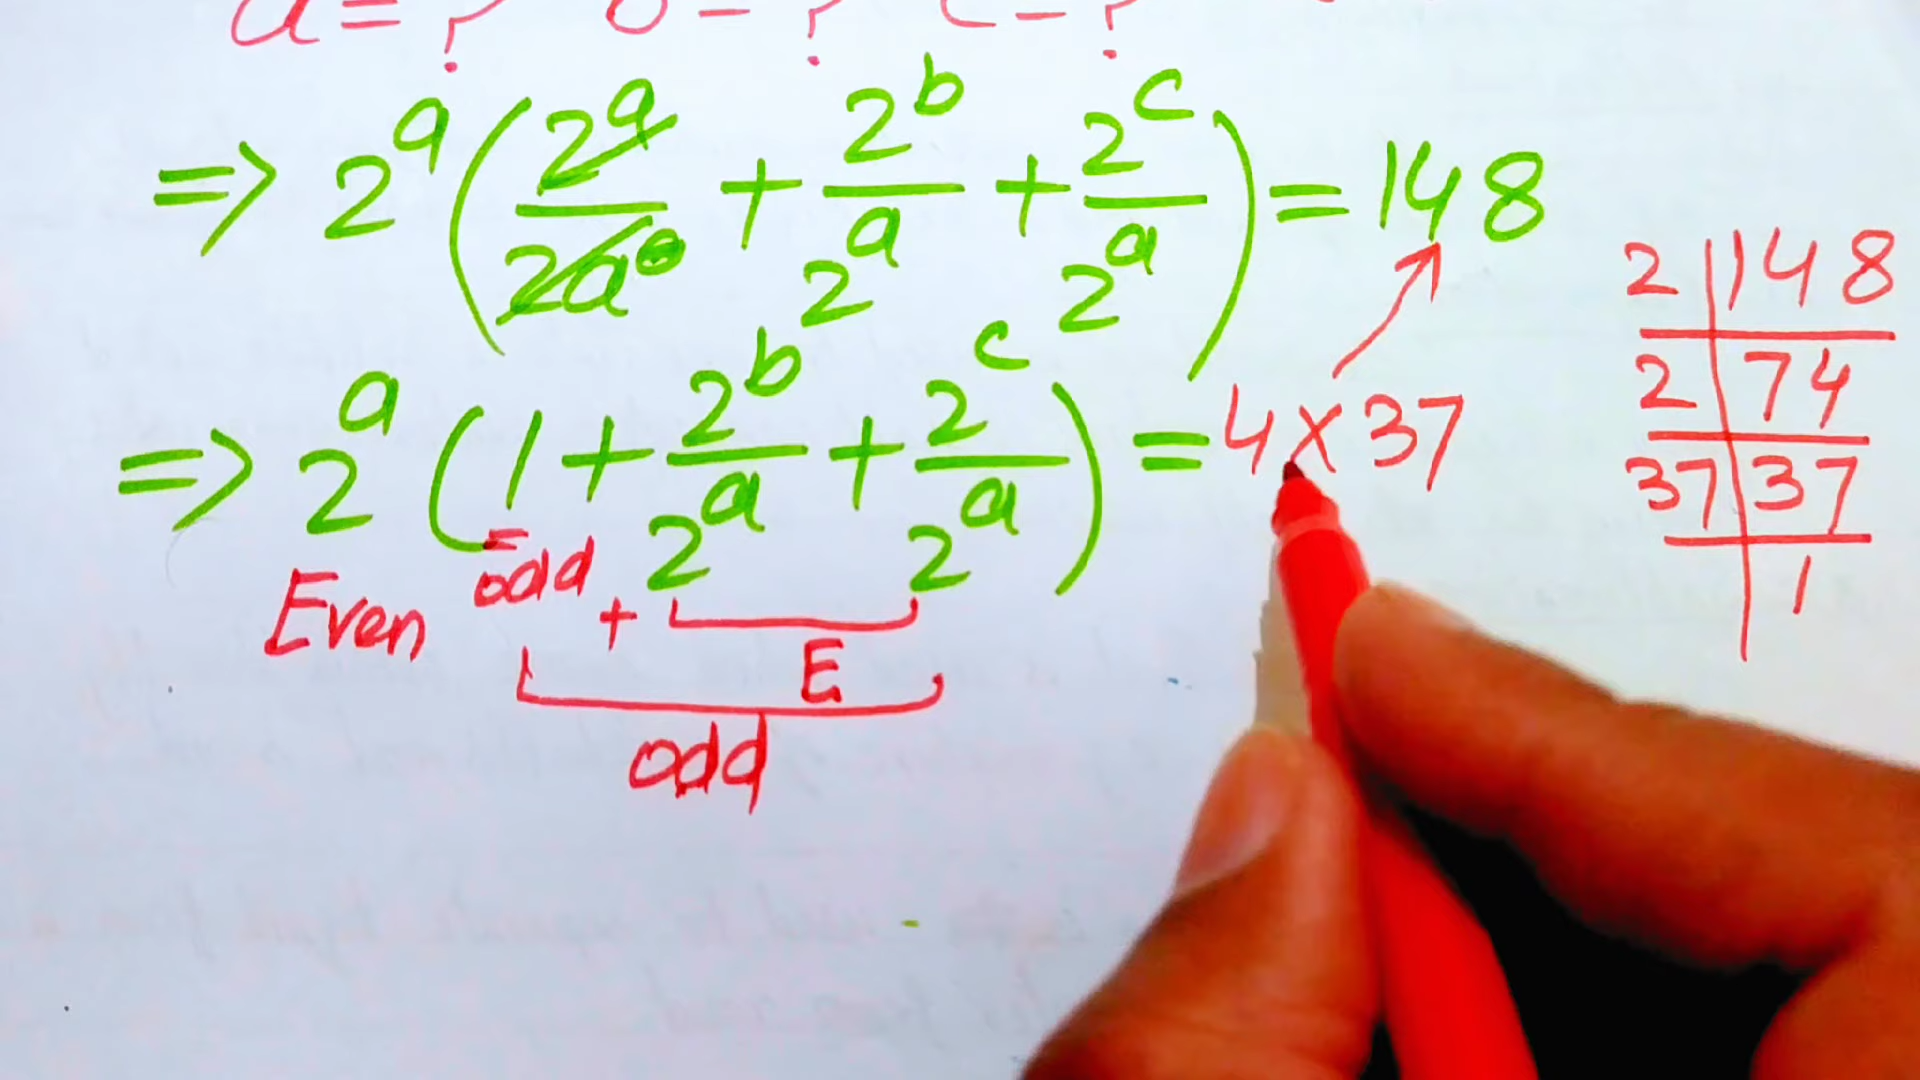 a = ? b = ? c = ?
=> 2^a (2^a/2^a + 2^b/2^a + 2^c/2^a) = 148
=> 2^a (1 + 2^b/2^a + 2^c/2^a) = 4 × 37
Even odd + E
odd
2 | 148
2 | 74
37 | 37
1